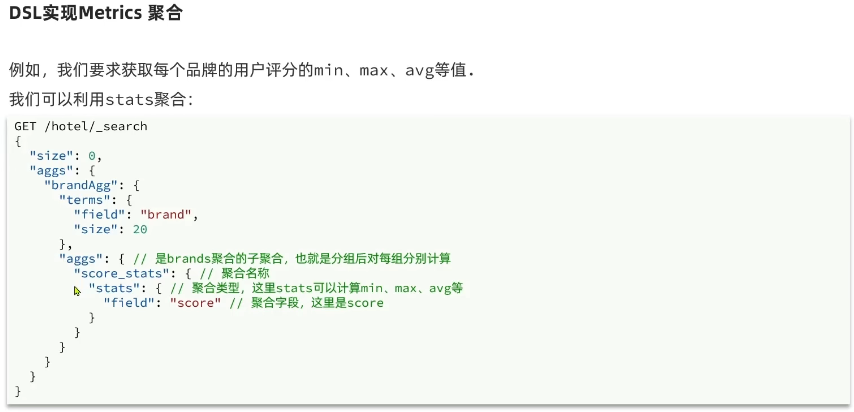 DSL实现Metrics 聚合
例如，我们要求获取每个品牌的用户评分的min、max、avg等值.
我们可以利用stats聚合：
GET /hotel/_search
{
  "size": 0,
  "aggs": {
    "brandAgg": {
      "terms": {
        "field": "brand",
        "size": 20
      },
      "aggs": { // 是brands聚合的子聚合，也就是分组后对每组分别计算
        "score_stats": { // 聚合名称
          "stats": { // 聚合类型，这里stats可以计算min、max、avg等
            "field": "score" // 聚合字段，这里是score
          }
        }
      }
    }
  }
}